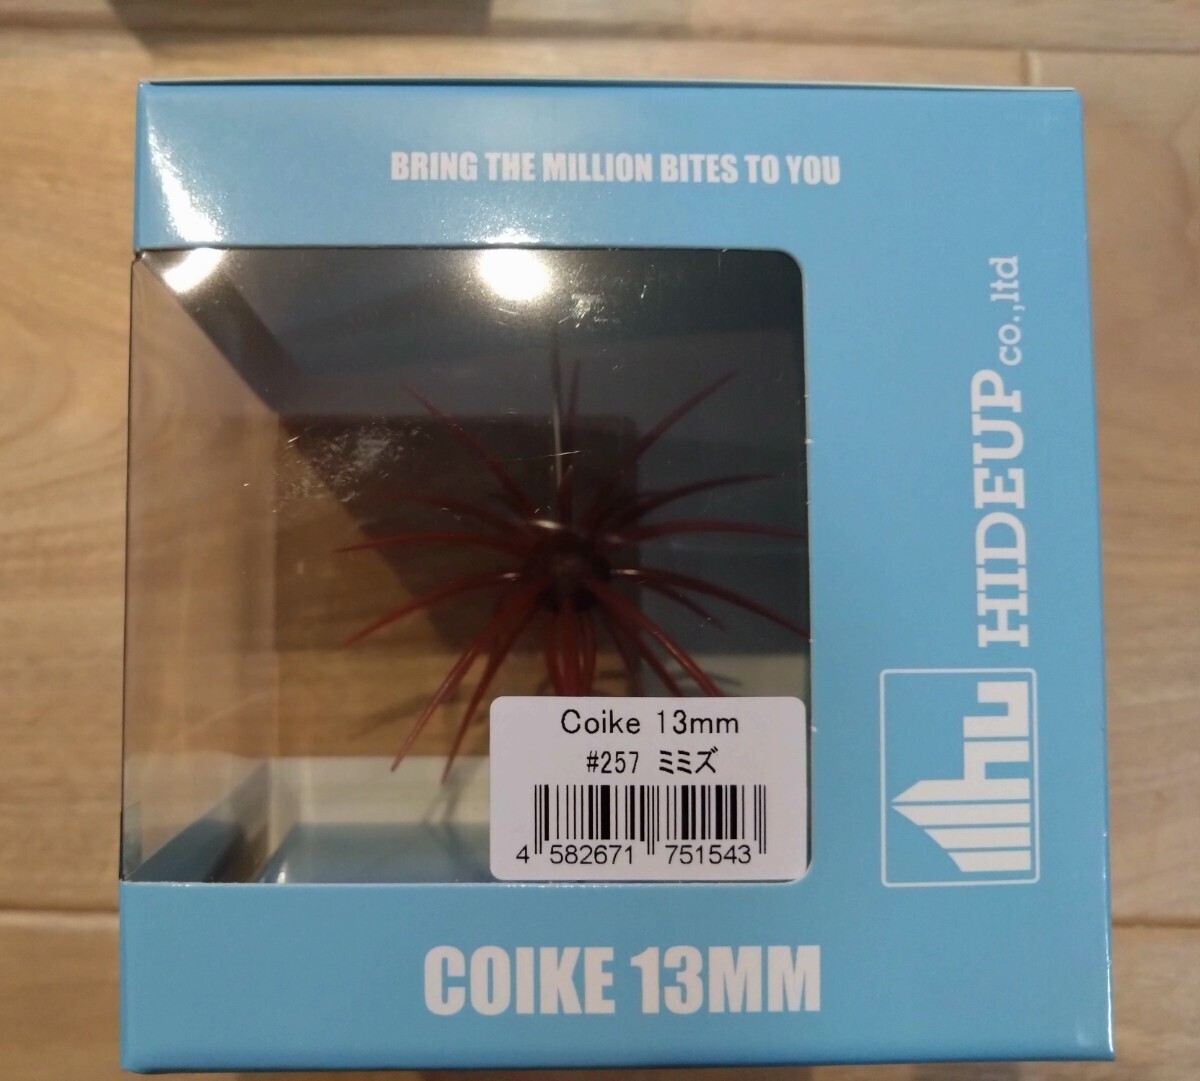 BRING THE MILLION BITES TO YOU
HIDEUP co.,ltd
hu
Coike 13mm
#257 ミミズ
4 582671 751543
COIKE 13MM